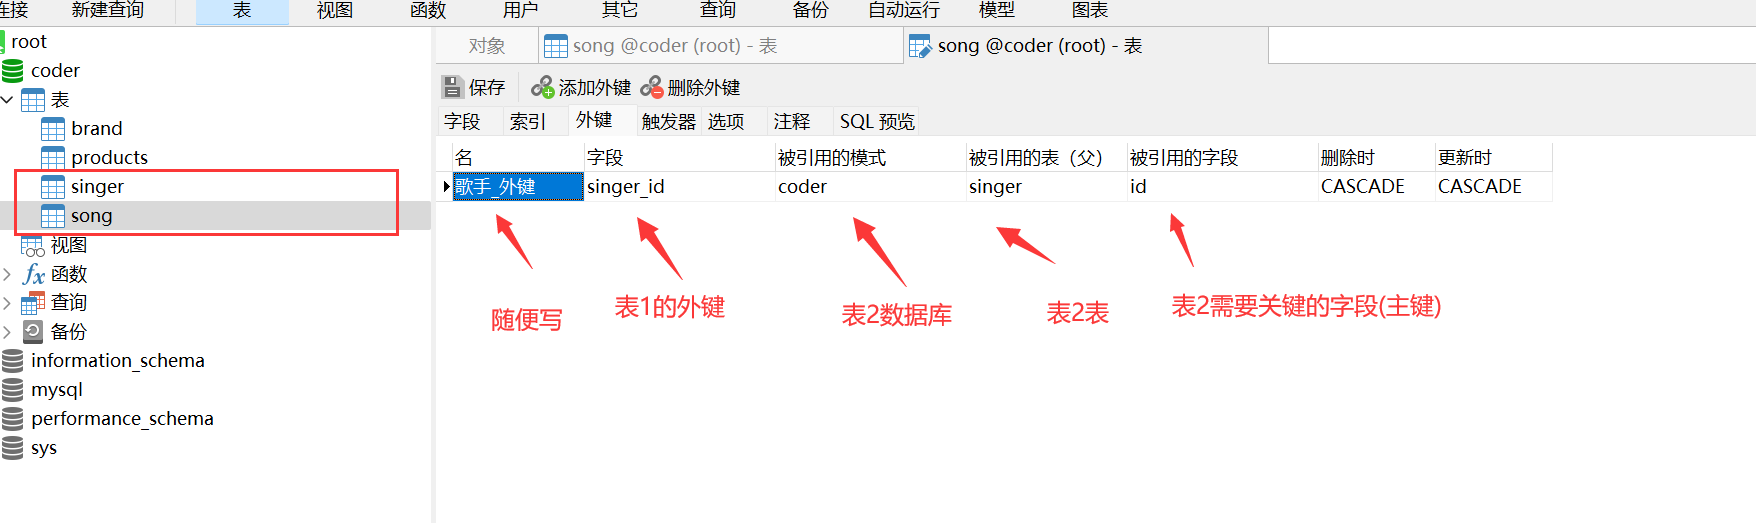 连接 新建查询 表 视图 函数 用户 其它 查询 备份 自动运行 模型 图表
root
coder
表
brand
products
singer
song
视图
fx 函数
查询
备份
information_schema
mysql
performance_schema
sys
对象 song @coder (root) - 表 song @coder (root) - 表
保存 添加外键 删除外键
字段 索引 外键 触发器 选项 注释 SQL 预览
名 字段 被引用的模式 被引用的表（父） 被引用的字段 删除时 更新时
歌手_外键 singer_id coder singer id CASCADE CASCADE
随便写 表1的外键 表2数据库 表2表 表2需要关键的字段(主键)